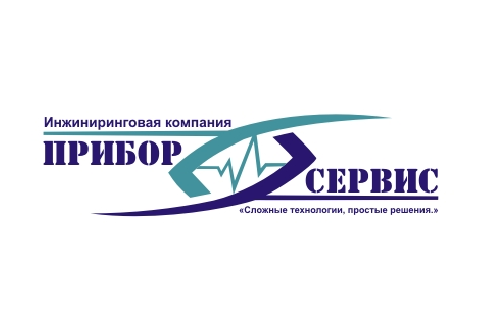 Инжиниринговая компания
ПРИБОР
СЕРВИС
«Сложные технологии, простые решения.»